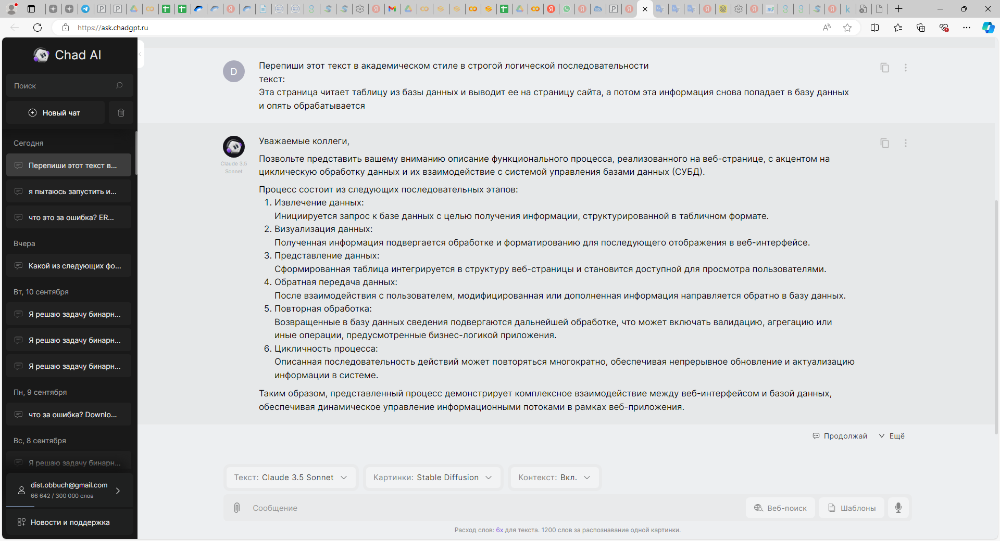 https://ask.chadgpt.ru
Chad AI
Поиск
Новый чат
Сегодня
Перепиши этот текст в...
я пытаюсь запустить и...
что это за ошибка? ER...
Вчера
Какой из следующих фо...
Вт, 10 сентября
Я решаю задачу бинарн...
Я решаю задачу бинарн...
Я решаю задачу бинарн...
Пн, 9 сентября
что за ошибка? Downlo...
Вс, 8 сентября
Я решаю задачу бинарн...
dist.obbuch@gmail.com
66 642 / 300 000 слов
Новости и поддержка
D
Перепиши этот текст в академическом стиле в строгой логической последовательности
текст:
Эта страница читает таблицу из базы данных и выводит ее на страницу сайта, а потом эта информация снова попадает в базу данных
и опять обрабатывается
Claude 3.5
Sonnet
Уважаемые коллеги,
Позвольте представить вашему вниманию описание функционального процесса, реализованного на веб-странице, с акцентом на
циклическую обработку данных и их взаимодействие с системой управления базами данных (СУБД).
Процесс состоит из следующих последовательных этапов:
1. Извлечение данных:
Инициируется запрос к базе данных с целью получения информации, структурированной в табличном формате.
2. Визуализация данных:
Полученная информация подвергается обработке и форматированию для последующего отображения в веб-интерфейсе.
3. Представление данных:
Сформированная таблица интегрируется в структуру веб-страницы и становится доступной для просмотра пользователями.
4. Обратная передача данных:
После взаимодействия с пользователем, модифицированная или дополненная информация направляется обратно в базу данных.
5. Повторная обработка:
Возвращенные в базу данных сведения подвергаются дальнейшей обработке, что может включать валидацию, агрегацию или
иные операции, предусмотренные бизнес-логикой приложения.
6. Цикличность процесса:
Описанная последовательность действий может повторяться многократно, обеспечивая непрерывное обновление и актуализацию
информации в системе.
Таким образом, представленный процесс демонстрирует комплексное взаимодействие между веб-интерфейсом и базой данных,
обеспечивая динамическое управление информационными потоками в рамках веб-приложения.
Продолжай
Ещё
Текст: Claude 3.5 Sonnet
Картинки: Stable Diffusion
Контекст: Вкл.
Сообщение
Веб-поиск
Шаблоны
Расход слов: 6x для текста. 1200 слов за распознавание одной картинки.